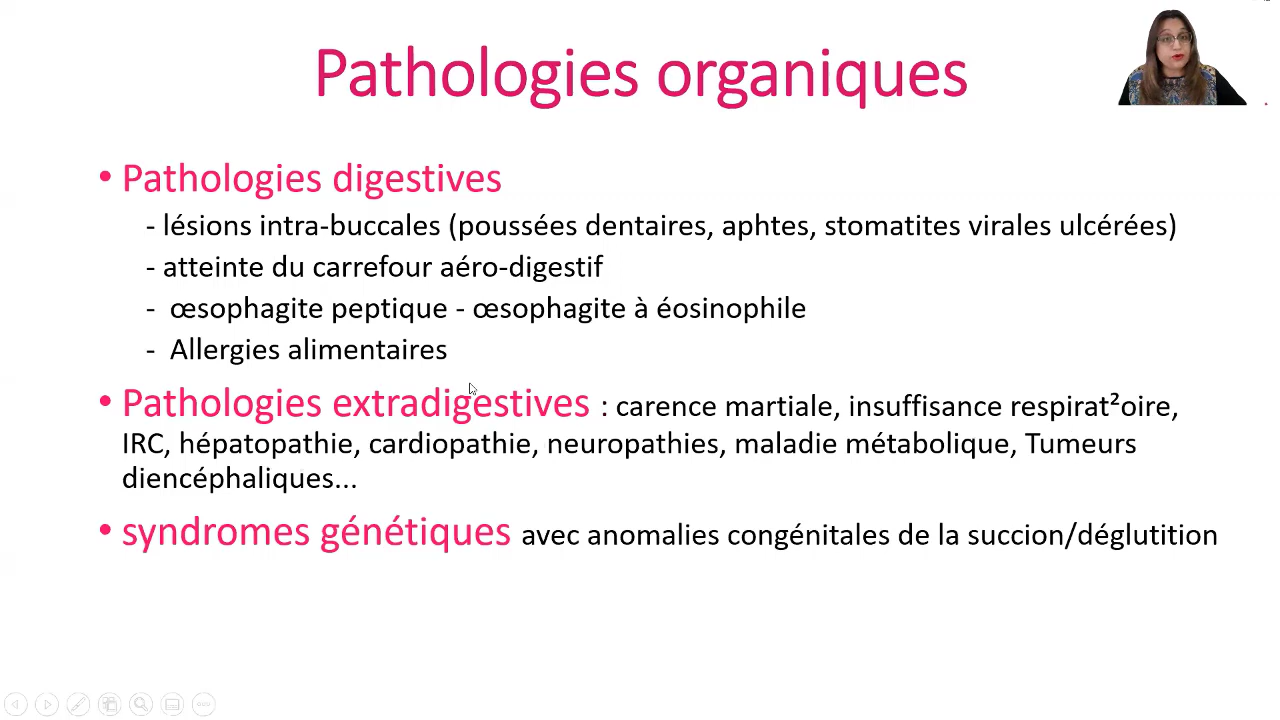 Pathologies organiques
• Pathologies digestives
- lésions intra-buccales (poussées dentaires, aphtes, stomatites virales ulcérées)
- atteinte du carrefour aéro-digestif
- œsophagite peptique - œsophagite à éosinophile
- Allergies alimentaires
• Pathologies extradigestives : carence martiale, insuffisance respirat²oire,
IRC, hépatopathie, cardiopathie, neuropathies, maladie métabolique, Tumeurs
diencéphaliques...
• syndromes génétiques avec anomalies congénitales de la succion/déglutition